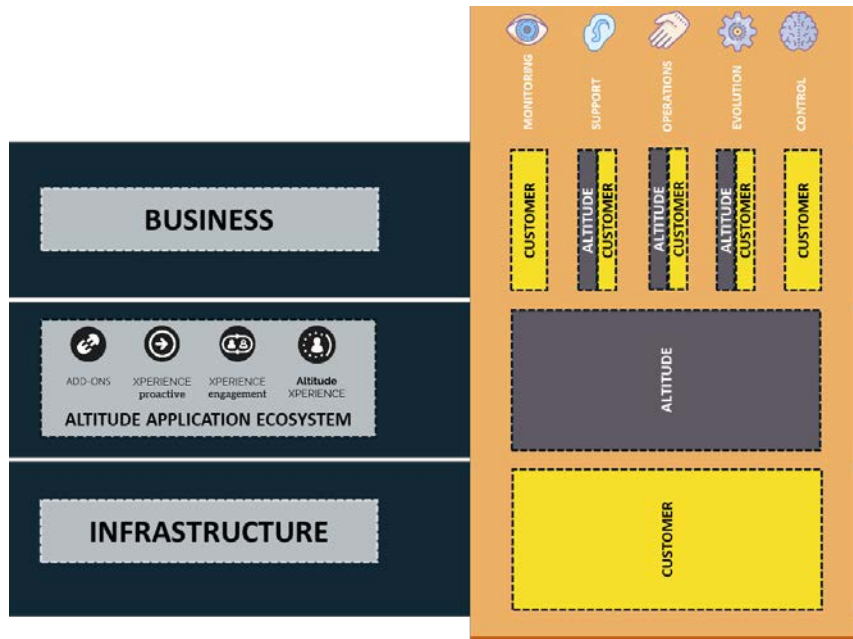 MONITORING
SUPPORT
OPERATIONS
EVOLUTION
CONTROL
BUSINESS
CUSTOMER
ALTITUDE
CUSTOMER
ALTITUDE
CUSTOMER
ALTITUDE
CUSTOMER
CUSTOMER
ADD-ONS
XPERIENCE
proactive
XPERIENCE
engagement
Altitude
XPERIENCE
ALTITUDE APPLICATION ECOSYSTEM
ALTITUDE
INFRASTRUCTURE
CUSTOMER